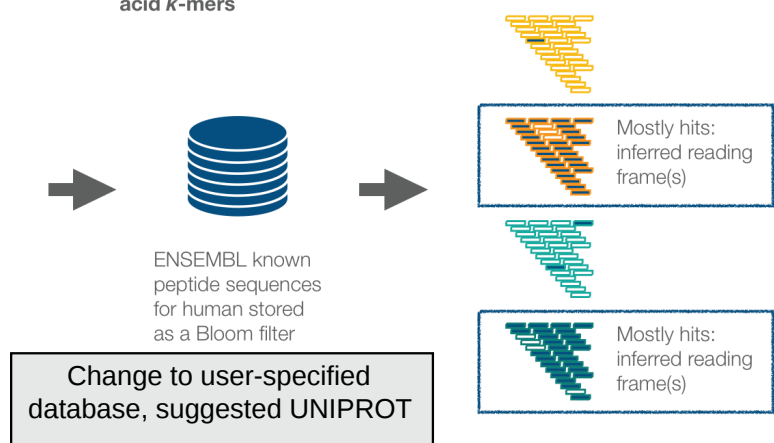 acid k-mers
Mostly hits:
inferred reading
frame(s)
ENSEMBL known
peptide sequences
for human stored
as a Bloom filter
Mostly hits:
inferred reading
frame(s)
Change to user-specified
database, suggested UNIPROT